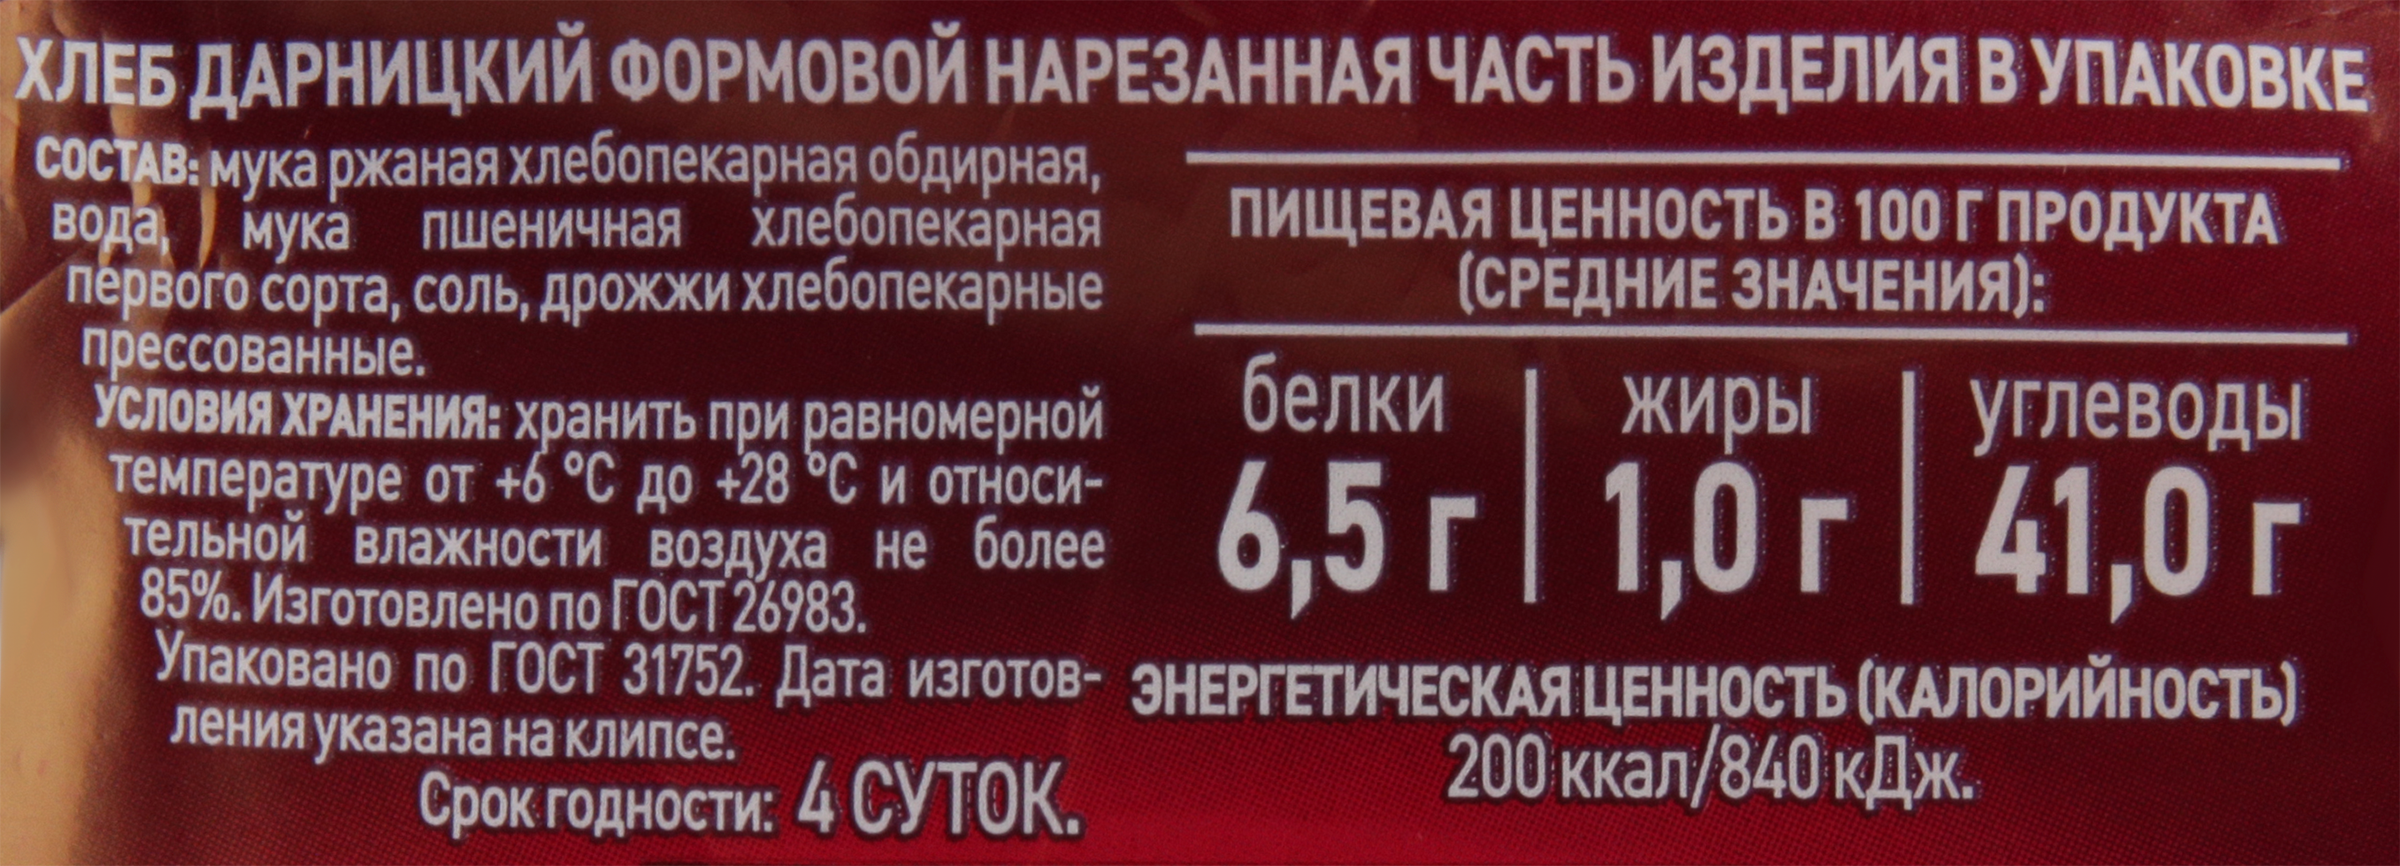 ХЛЕБ ДАРНИЦКИЙ ФОРМОВОЙ НАРЕЗАННАЯ ЧАСТЬ ИЗДЕЛИЯ В УПАКОВКЕ
СОСТАВ: мука ржаная хлебопекарная обдирная,
вода, мука пшеничная хлебопекарная
первого сорта, соль, дрожжи хлебопекарные
прессованные.
УСЛОВИЯ ХРАНЕНИЯ: хранить при равномерной
температуре от +6 °С до +28 °С и относи-
тельной влажности воздуха не более
85%. Изготовлено по ГОСТ 26983.
Упаковано по ГОСТ 31752. Дата изготов-
ления указана на клипсе.
Срок годности: 4 СУТОК.
ПИЩЕВАЯ ЦЕННОСТЬ В 100 Г ПРОДУКТА
(СРЕДНИЕ ЗНАЧЕНИЯ):
белки жиры углеводы
6,5 г 1,0 г 41,0 г
ЭНЕРГЕТИЧЕСКАЯ ЦЕННОСТЬ (КАЛОРИЙНОСТЬ)
200 ккал/840 кДж.